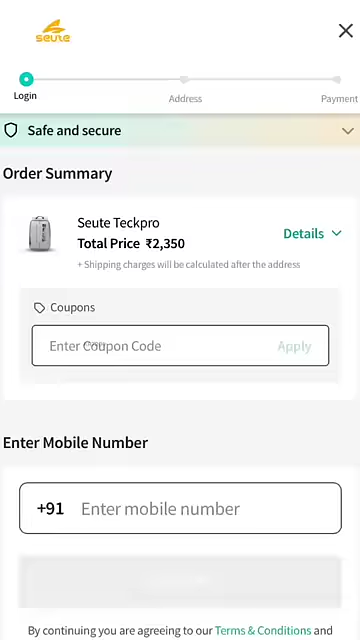 seute
Login
Address
Payment
Safe and secure
Order Summary
Seute Teckpro
Total Price ₹2,350
Details
+ Shipping charges will be calculated after the address
Coupons
Enter Coupon Code
Apply
Enter Mobile Number
+91 Enter mobile number
By continuing you are agreeing to our Terms & Conditions and